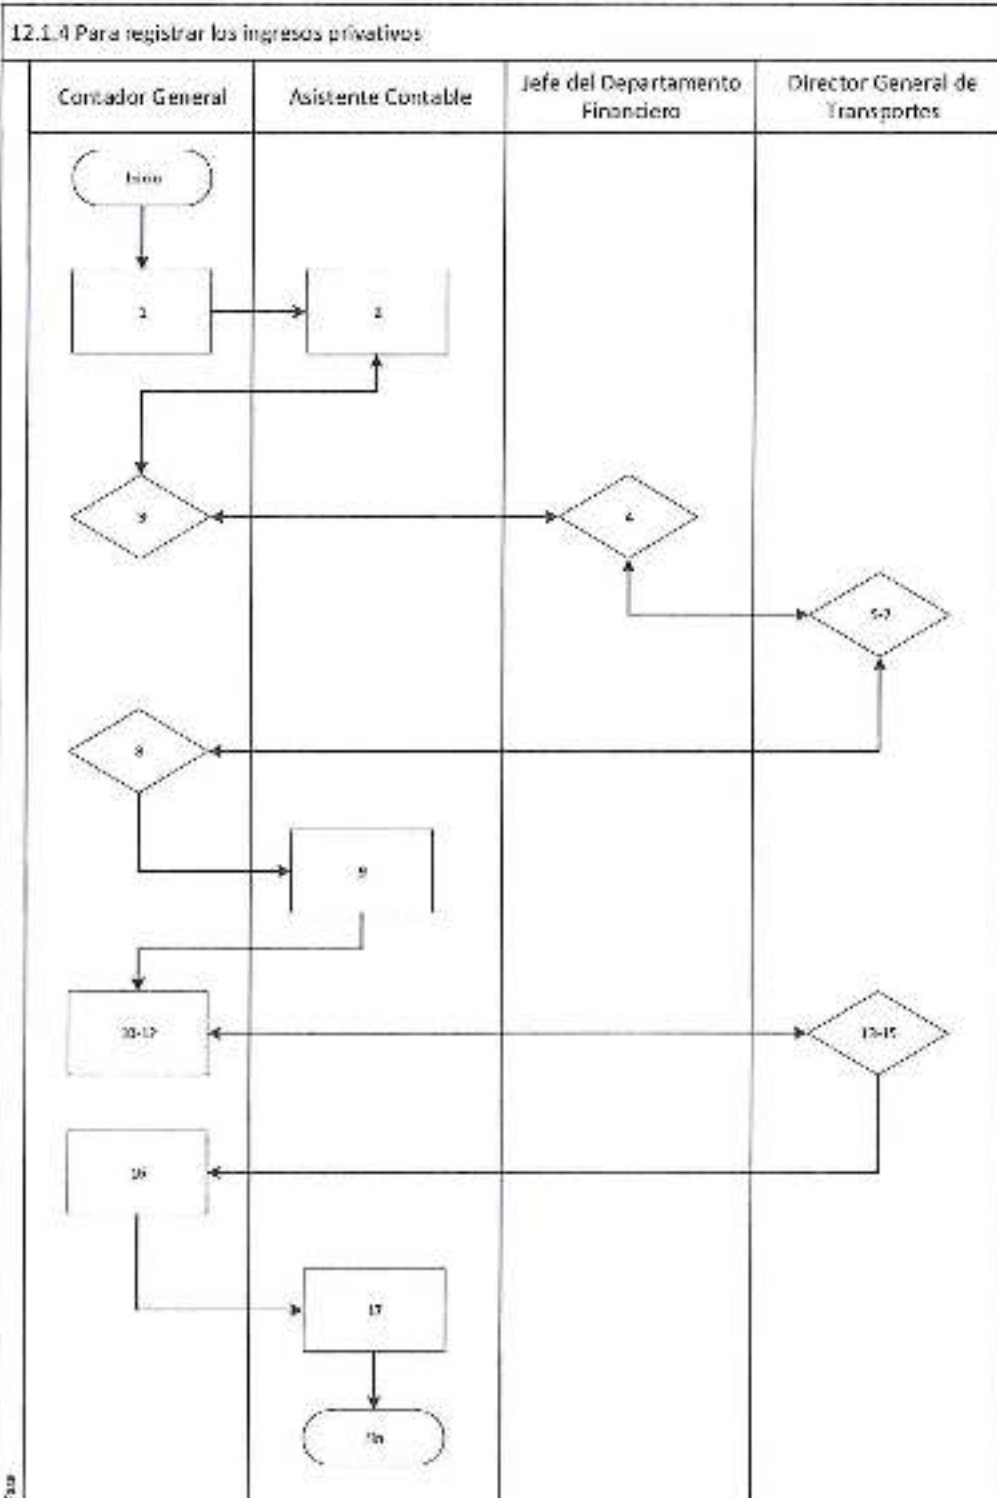 12.1.4 Para registrar los ingresos privativos
Contador General
Asistente Contable
Jefe del Departamento
Financiero
Director General de
Transportes
Inicio
1
2
3
4
5-7
8
9
10-12
13-15
16
17
Fin
Fase